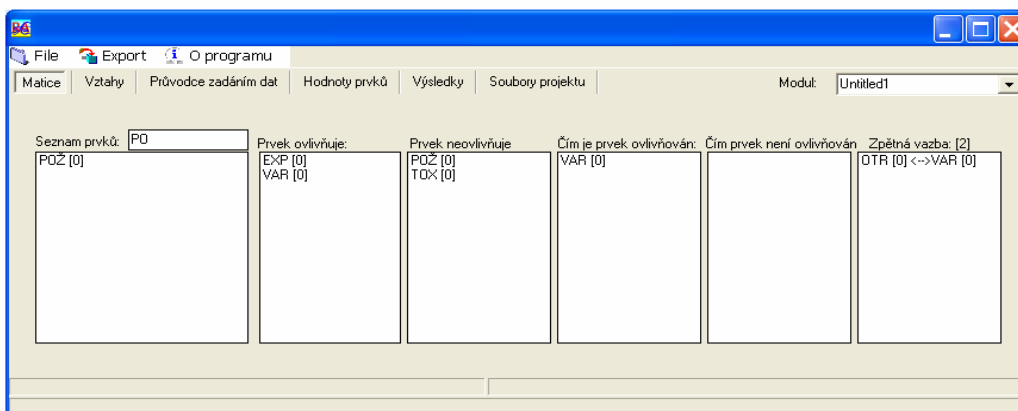 File Export O programu
Matice Vztahy Průvodce zadáním dat Hodnoty prvků Výsledky Soubory projektu Modul: Untitled1
Seznam prvků: PO Prvek ovlivňuje: Prvek neovlivňuje Čím je prvek ovlivňován: Čím prvek není ovlivňován Zpětná vazba: [2]
POŽ [0] EXP [0] POŽ [0] VAR [0] OTR [0] <-->VAR [0]
VAR [0] TOX [0]